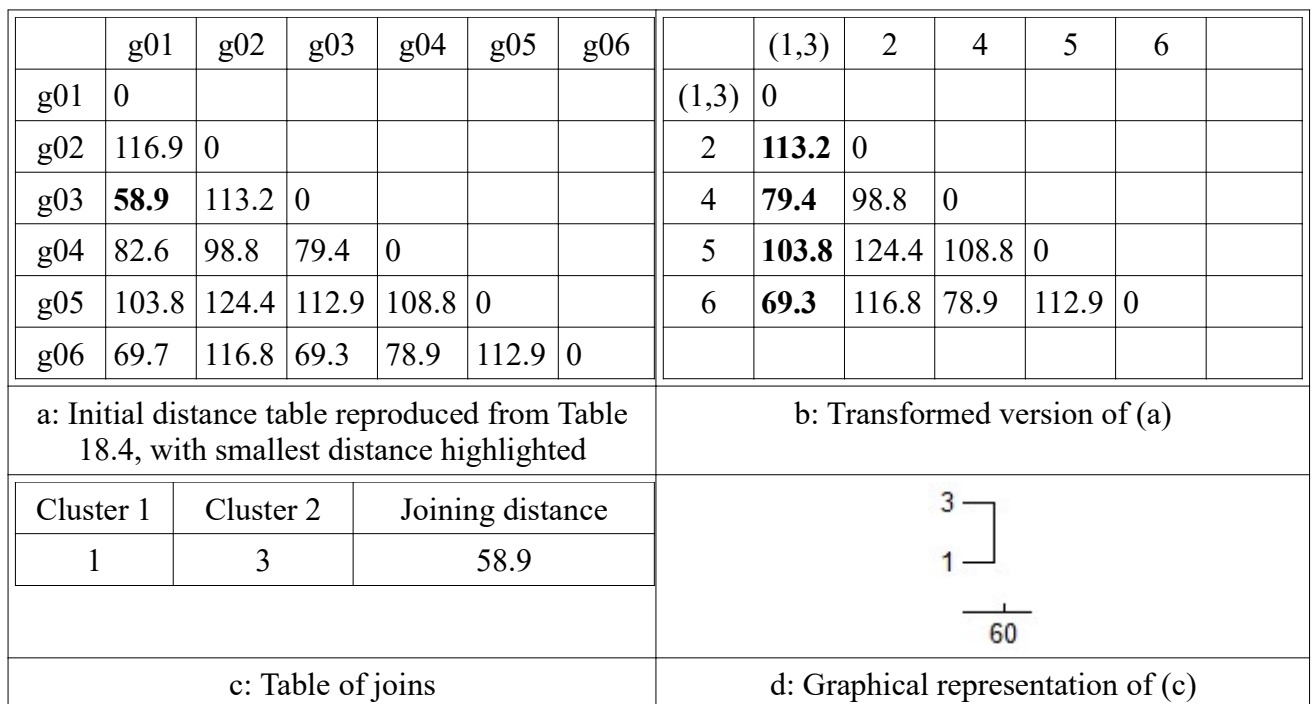 g01 g02 g03 g04 g05 g06
g01 0
g02 116.9 0
g03 58.9 113.2 0
g04 82.6 98.8 79.4 0
g05 103.8 124.4 112.9 108.8 0
g06 69.7 116.8 69.3 78.9 112.9 0
(1,3) 2 4 5 6
(1,3) 0
2 113.2 0
4 79.4 98.8 0
5 103.8 124.4 108.8 0
6 69.3 116.8 78.9 112.9 0
a: Initial distance table reproduced from Table
18.4, with smallest distance highlighted
b: Transformed version of (a)
Cluster 1 Cluster 2 Joining distance
1 3 58.9
3
1
60
c: Table of joins
d: Graphical representation of (c)